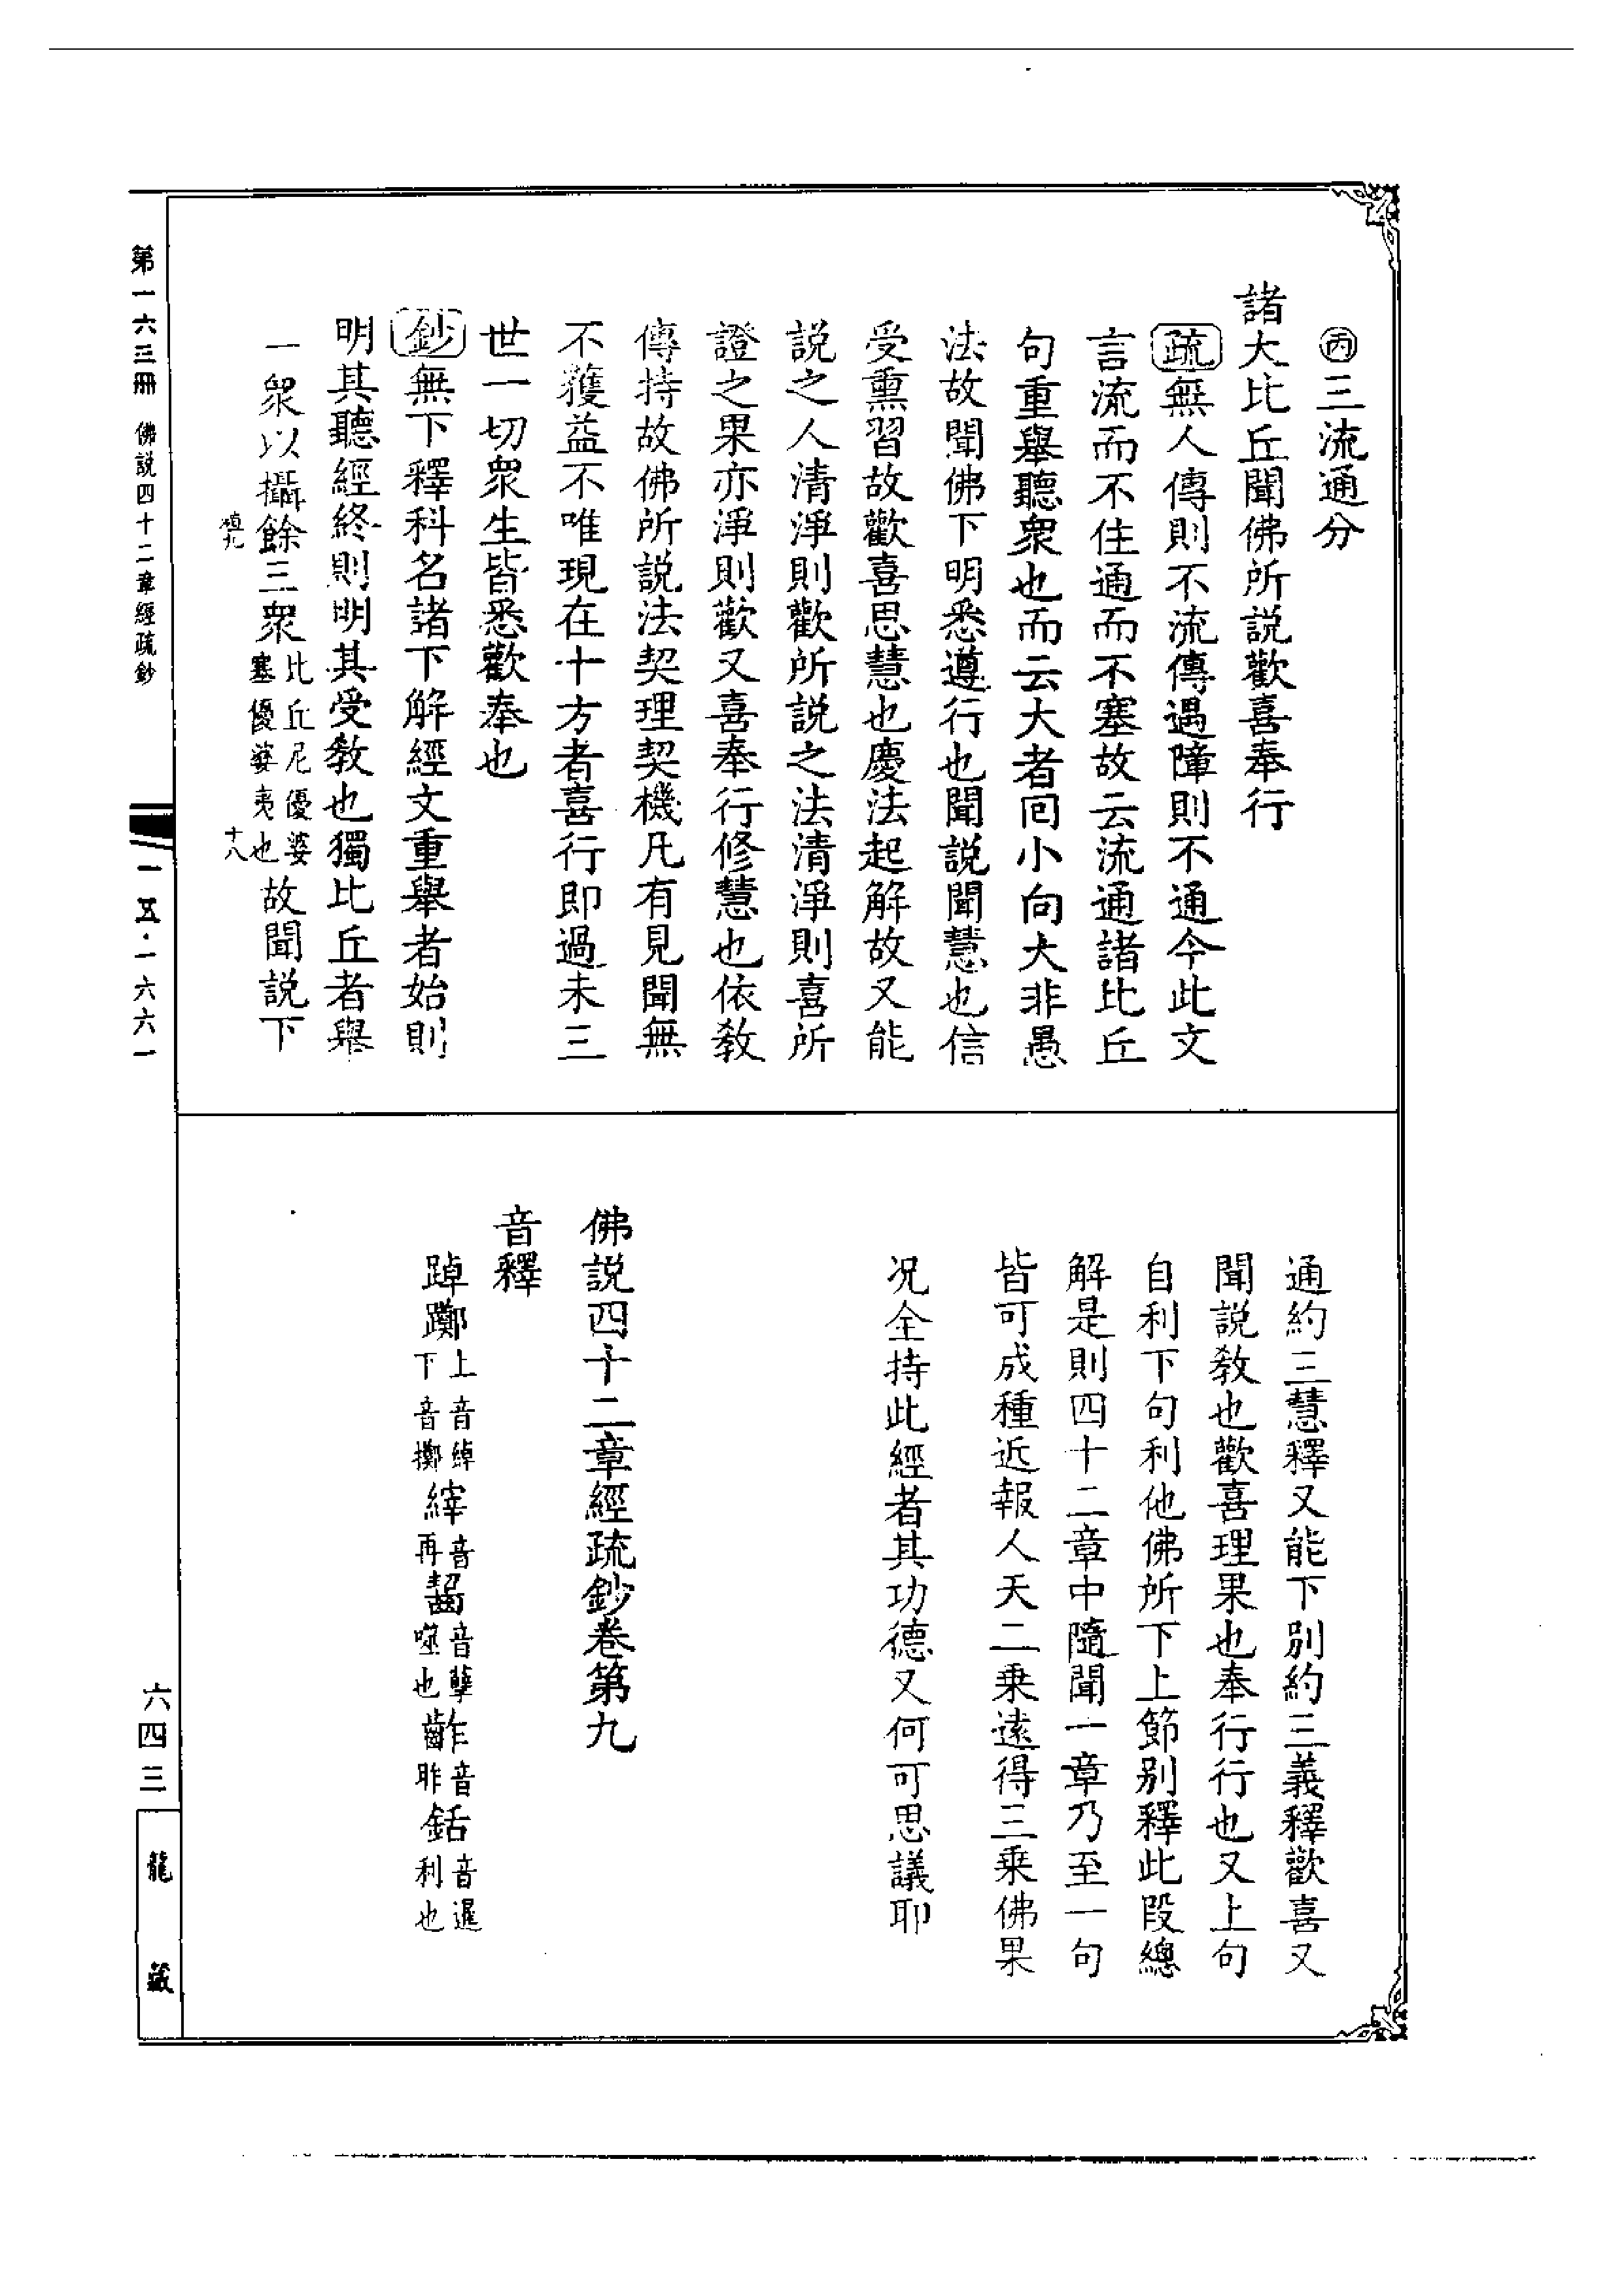 ㊅三流通分
諸大比丘聞佛所説歡喜奉行
疏無人傳則不流傳遇障則不通今此文
言流而不住通而不塞故云流通諸比丘
句重舉聽衆也而云大者回小向大非愚
法故聞佛下明悉遵行也聞説聞慧也信
受熏習故歡喜思慧也慶法起解故又能
説之人清淨則歡所説之法清淨則喜所
證之果亦淨則歡又喜奉行修慧也依教
傳持故佛所説法契理契機凡有見聞無
不獲益不唯現在十方者喜行即過未三
世一切衆生皆悉歡奉也
鈔無下釋科名諸下解經文重舉者始則
明其聽經終則明其受教也獨比丘者舉
一衆以攝餘三衆比丘尼優婆塞優婆夷也故聞説下
十八
通約三慧釋又能下別約三義釋歡喜又
聞説教也歡喜理果也奉行行也又上句
自利下句利他佛所下上節別釋此段總
解是則四十二章中隨聞一章乃至一句
皆可成種近報人天二乘遠得三乘佛果
况全持此經者其功德又何可思議耶
佛説四十二章經疏鈔卷第九
音釋
踔躑上音綽下音擲縡音再齧音孽噬也齚音昨銛音暹利也
第一六三冊 佛説四十二章經疏鈔 一五·一六六一
六四三
龍藏